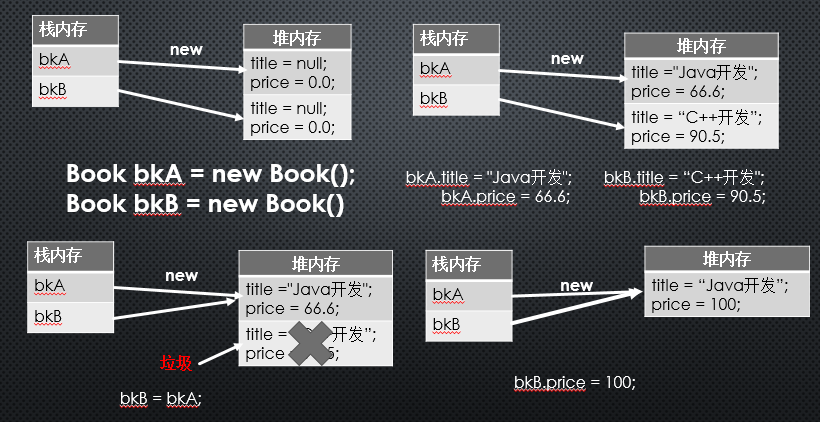 栈内存
bkA
bkB
new
堆内存
title = null;
price = 0.0;
title = null;
price = 0.0;
Book bkA = new Book();
Book bkB = new Book()
栈内存
bkA
bkB
new
堆内存
title ="Java开发";
price = 66.6;
title = “C++开发”;
price = 90.5;
bkA.title = "Java开发";
bkA.price = 66.6;
bkB.title = “C++开发";
bkB.price = 90.5;
栈内存
bkA
bkB
new
堆内存
title ="Java开发";
price = 66.6;
title = 开发”;
price 5;
垃圾
bkB = bkA;
栈内存
bkA
bkB
new
堆内存
title = “Java开发”;
price = 100;
bkB.price = 100;